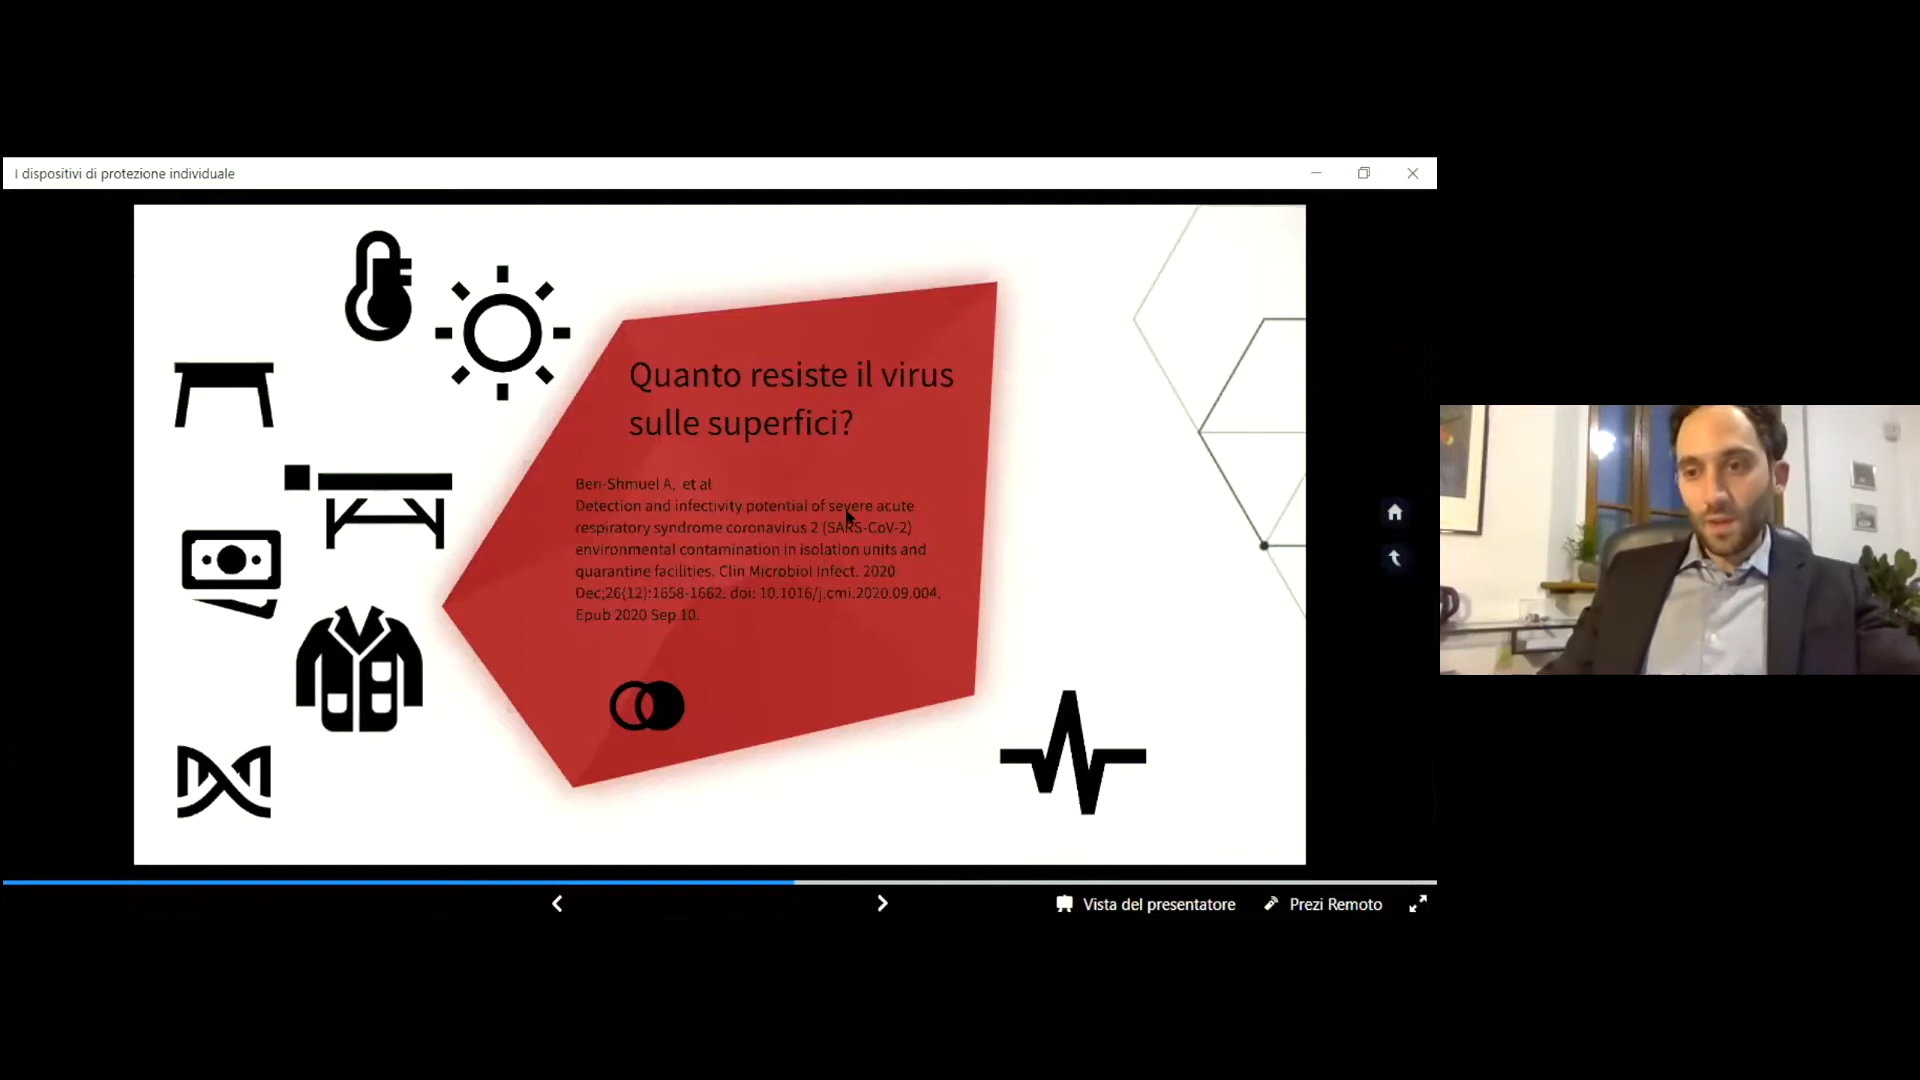 I dispositivi di protezione individuale
Quanto resiste il virus
sulle superfici?
Ben-Shmuel A, et al
Detection and infectivity potential of severe acute
respiratory syndrome coronavirus 2 (SARS-CoV-2)
environmental contamination in isolation units and
quarantine facilities. Clin Microbiol Infect. 2020
Dec;26(12):1658-1662. doi: 10.1016/j.cmi.2020.09.004.
Epub 2020 Sep 10.
Vista del presentatore
Prezi Remoto